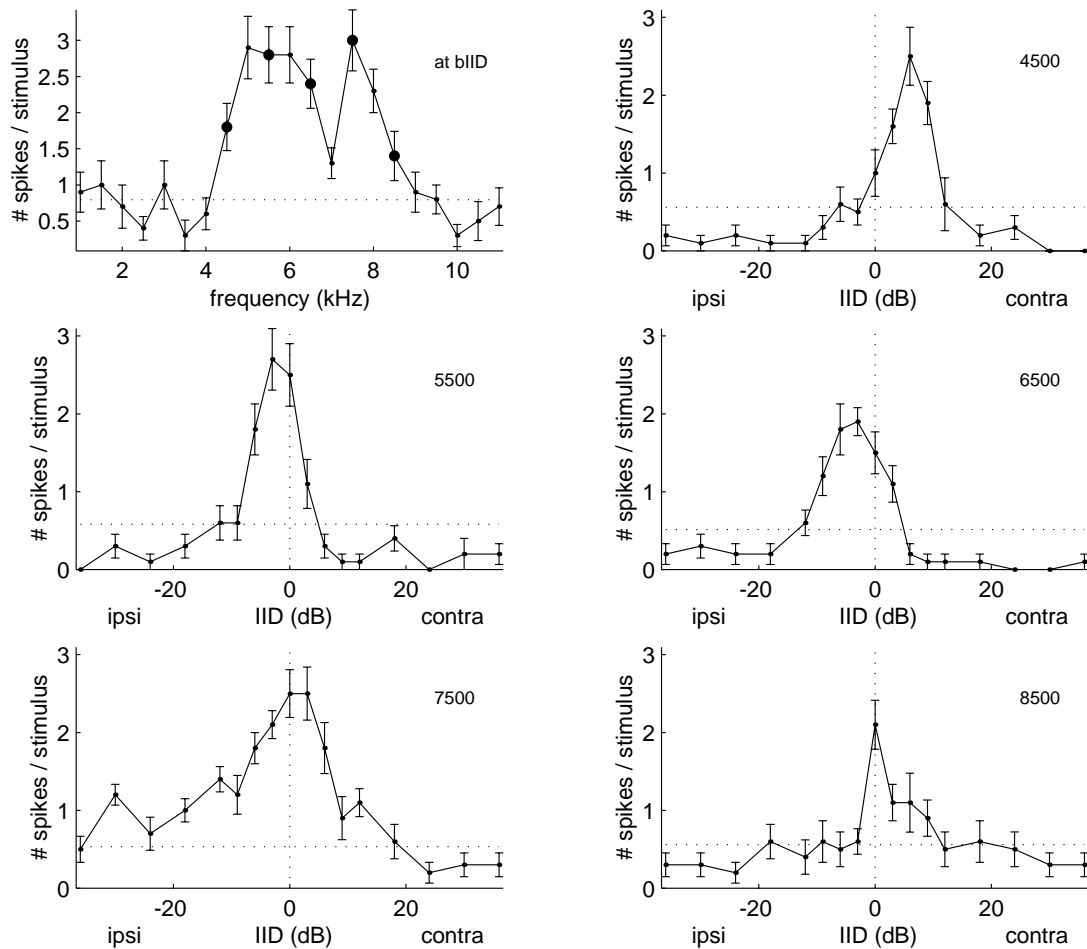 # spikes / stimulus
3
2.5
2
1.5
1
0.5
2 4 6 8 10
frequency (kHz)
at bIID
# spikes / stimulus
3
2
1
0
-20 0 20
ipsi IID (dB) contra
4500
# spikes / stimulus
3
2
1
0
-20 0 20
ipsi IID (dB) contra
5500
# spikes / stimulus
3
2
1
0
-20 0 20
ipsi IID (dB) contra
6500
# spikes / stimulus
3
2
1
0
-20 0 20
ipsi IID (dB) contra
7500
# spikes / stimulus
3
2
1
0
-20 0 20
ipsi IID (dB) contra
8500